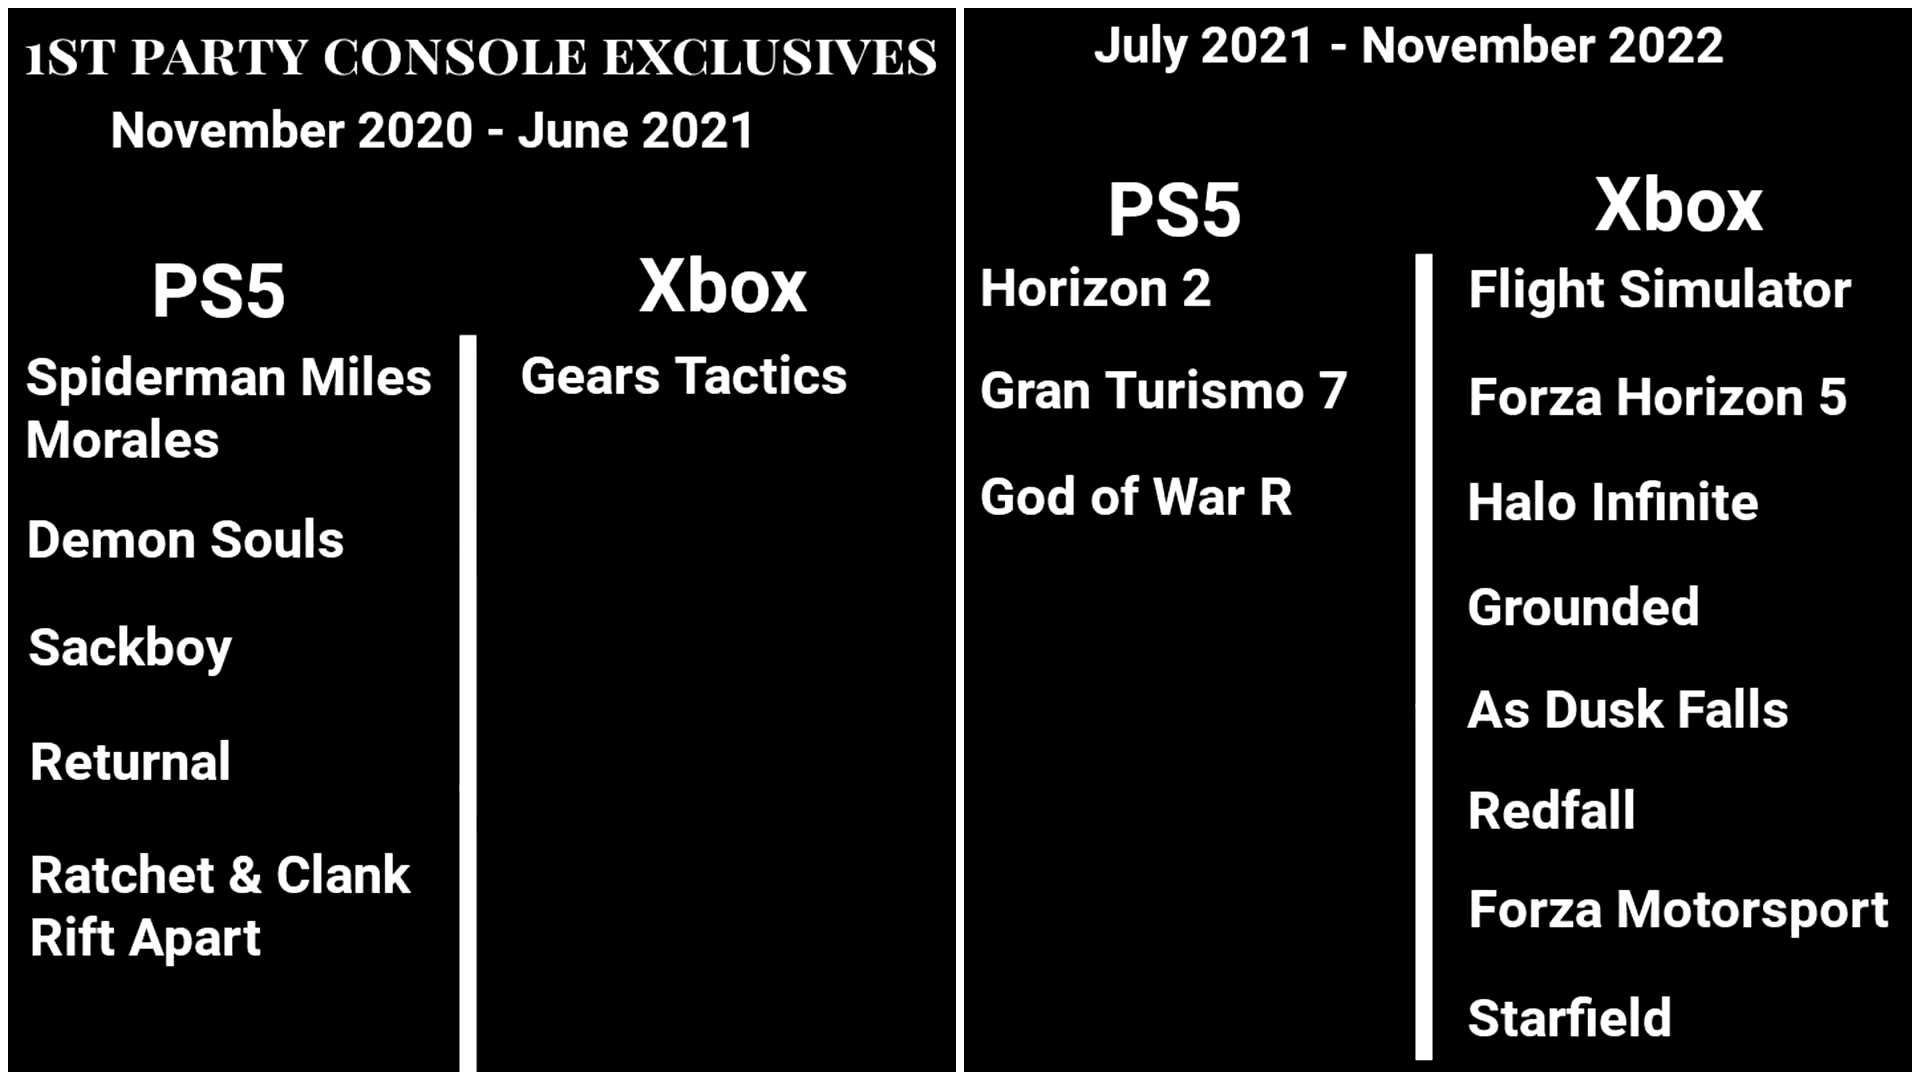 1ST PARTY CONSOLE EXCLUSIVES
November 2020 - June 2021
PS5
Xbox
Spiderman Miles
Morales
Demon Souls
Sackboy
Returnal
Ratchet & Clank
Rift Apart
Gears Tactics
July 2021 - November 2022
PS5
Xbox
Horizon 2
Gran Turismo 7
God of War R
Flight Simulator
Forza Horizon 5
Halo Infinite
Grounded
As Dusk Falls
Redfall
Forza Motorsport
Starfield